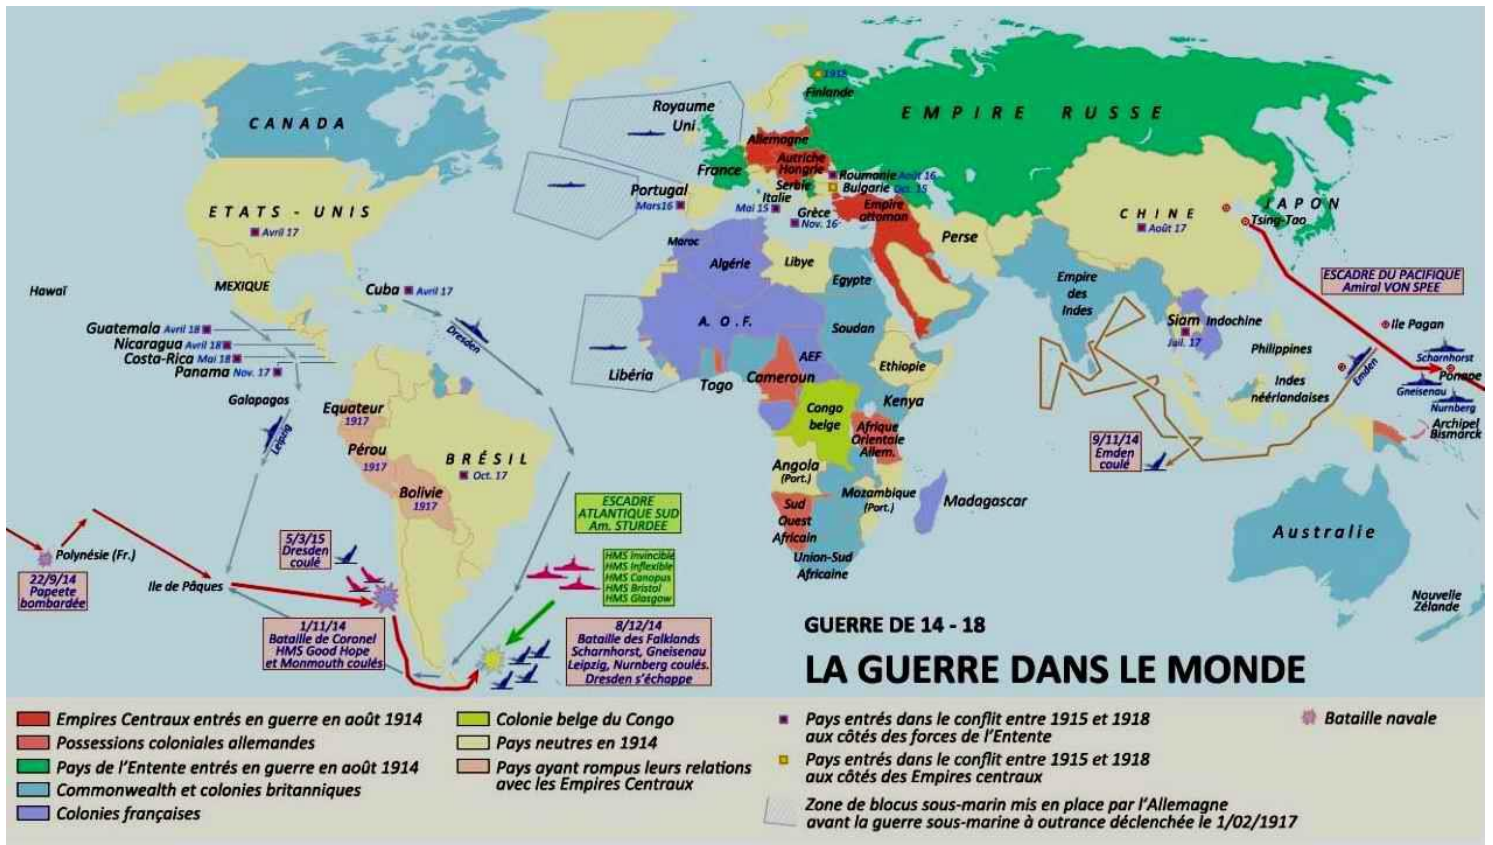 CANADA
ETATS - UNIS
Avril 17
MEXIQUE
Hawaï
Cuba Avril 17
Guatemala Avril 18
Nicaragua Avril 18
Costa-Rica Mai 18
Panama Nov. 17
Galapagos
Dresden
Leipzig
Equateur
1917
Pérou
1917
Bolivie
1917
BRÉSIL
Oct. 17
Polynésie (Fr.)
22/9/14
Papeete
bombardée
Ile de Pâques
5/3/15
Dresden
coulé
1/11/14
Bataille de Coronel
HMS Good Hope
et Monmouth coulés
ESCADRE
ATLANTIQUE SUD
Am. STURDEE
HMS Invincible
HMS Inflexible
HMS Canopus
HMS Bristol
HMS Glasgow
8/12/14
Bataille des Falklands
Scharnhorst, Gneisenau
Leipzig, Nurnberg coulés.
Dresden s'échappe
Royaume
Uni
France
Portugal
Mars16
Allemagne
Autriche
Hongrie
Serbie
Italie
Mai 15
Grèce
Nov. 16
Roumanie Août 16
Bulgarie Oct. 15
Empire
ottoman
1918
Finlande
EMPIRE RUSSE
Maroc
Algérie
Libye
Egypte
A. O. F.
Soudan
AEF
Libéria
Togo
Cameroun
Ethiopie
Kenya
Congo
belge
Afrique
Orientale
Allem.
Angola
(Port.)
Mozambique
(Port.)
Madagascar
Sud
Ouest
Africain
Union-Sud
Africaine
Perse
Empire
des
Indes
CHINE
Août 17
JAPON
Tsing-Tao
Siam
Juil. 17
Indochine
Philippines
Indes
néérlandaises
ESCADRE DU PACIFIQUE
Amiral VON SPEE
Ile Pagan
Emden
Scharnhorst
Ponape
Gneisenau
Nurnberg
Archipel
Bismarck
9/11/14
Emden
coulé
Australie
Nouvelle
Zélande
GUERRE DE 14 - 18
LA GUERRE DANS LE MONDE
Empires Centraux entrés en guerre en août 1914
Possessions coloniales allemandes
Pays de l'Entente entrés en guerre en août 1914
Commonwealth et colonies britanniques
Colonies françaises
Colonie belge du Congo
Pays neutres en 1914
Pays ayant rompus leurs relations
avec les Empires Centraux
Pays entrés dans le conflit entre 1915 et 1918
aux côtés des forces de l'Entente
Pays entrés dans le conflit entre 1915 et 1918
aux côtés des Empires centraux
Zone de blocus sous-marin mis en place par l'Allemagne
avant la guerre sous-marine à outrance déclenchée le 1/02/1917
Bataille navale